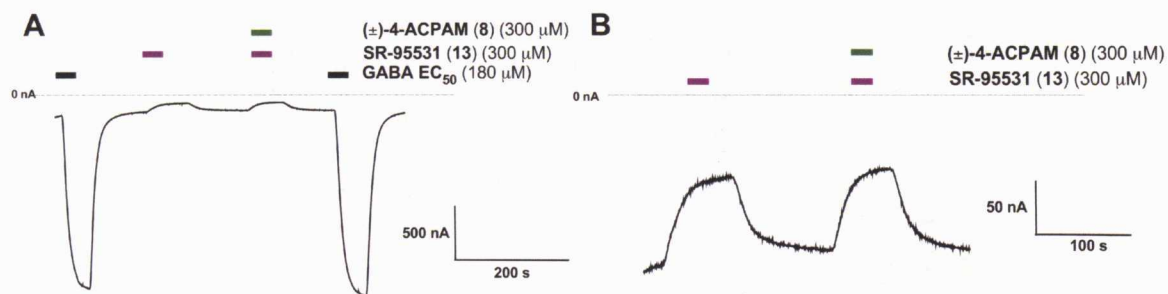 A
(±)-4-ACPAM (8) (300 μM)
SR-95531 (13) (300 μM)
GABA EC50 (180 μM)
0 nA
500 nA
200 s
B
(±)-4-ACPAM (8) (300 μM)
SR-95531 (13) (300 μM)
0 nA
50 nA
100 s